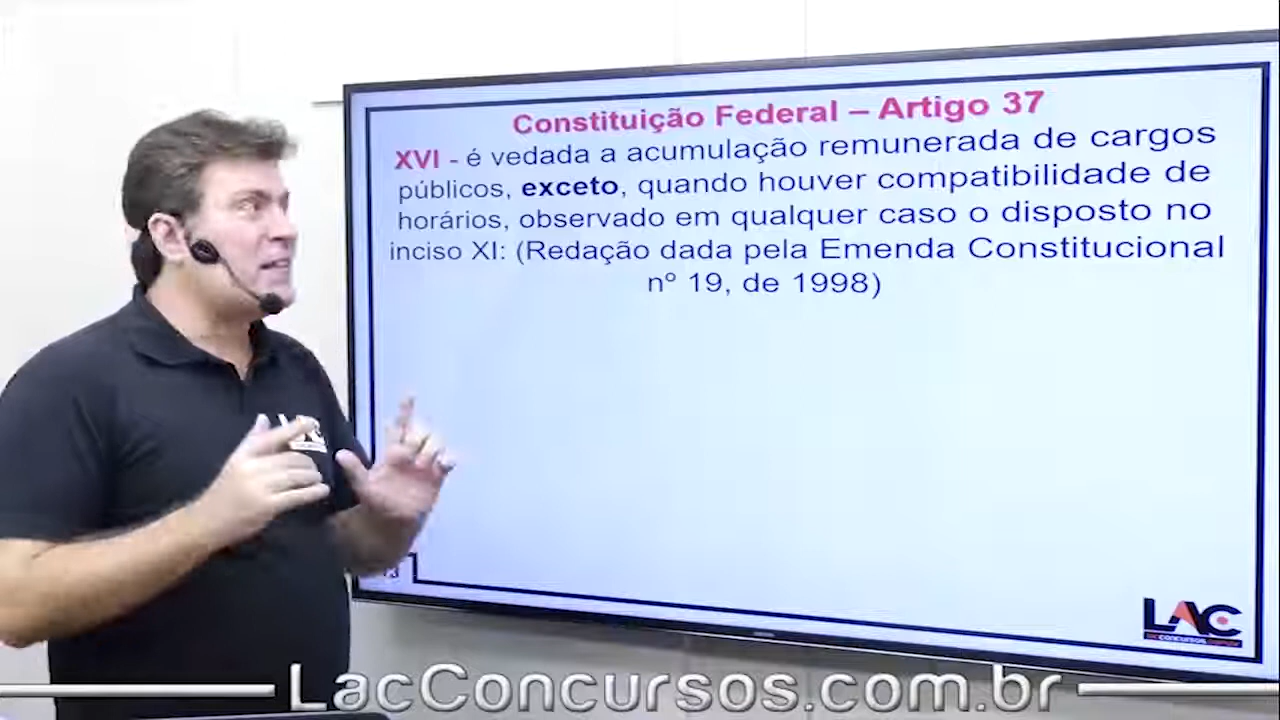 Constituição Federal – Artigo 37
XVI - é vedada a acumulação remunerada de cargos
públicos, exceto, quando houver compatibilidade de
horários, observado em qualquer caso o disposto no
inciso XI: (Redação dada pela Emenda Constitucional
nº 19, de 1998)
LAC
LacConcursos.com.br